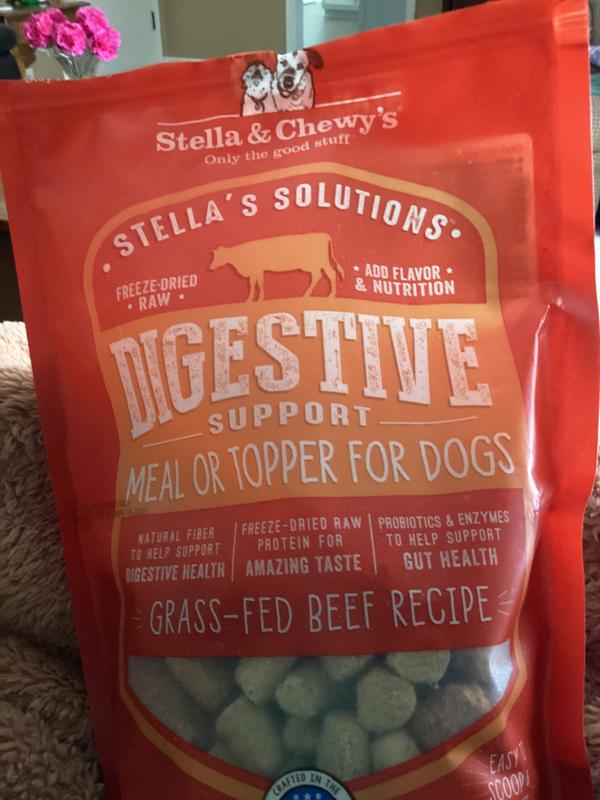 Stella & Chewy's
Only the good stuff
• STELLA'S SOLUTIONS •
FREEZE-DRIED
• RAW •
• ADD FLAVOR •
& NUTRITION
DIGESTIVE
SUPPORT
MEAL OR TOPPER FOR DOGS
NATURAL FIBER
TO HELP SUPPORT
DIGESTIVE HEALTH
FREEZE-DRIED RAW
PROTEIN FOR
AMAZING TASTE
PROBIOTICS & ENZYMES
TO HELP SUPPORT
GUT HEALTH
GRASS-FED BEEF RECIPE
EASY
SCOOP
CRAFTED IN THE